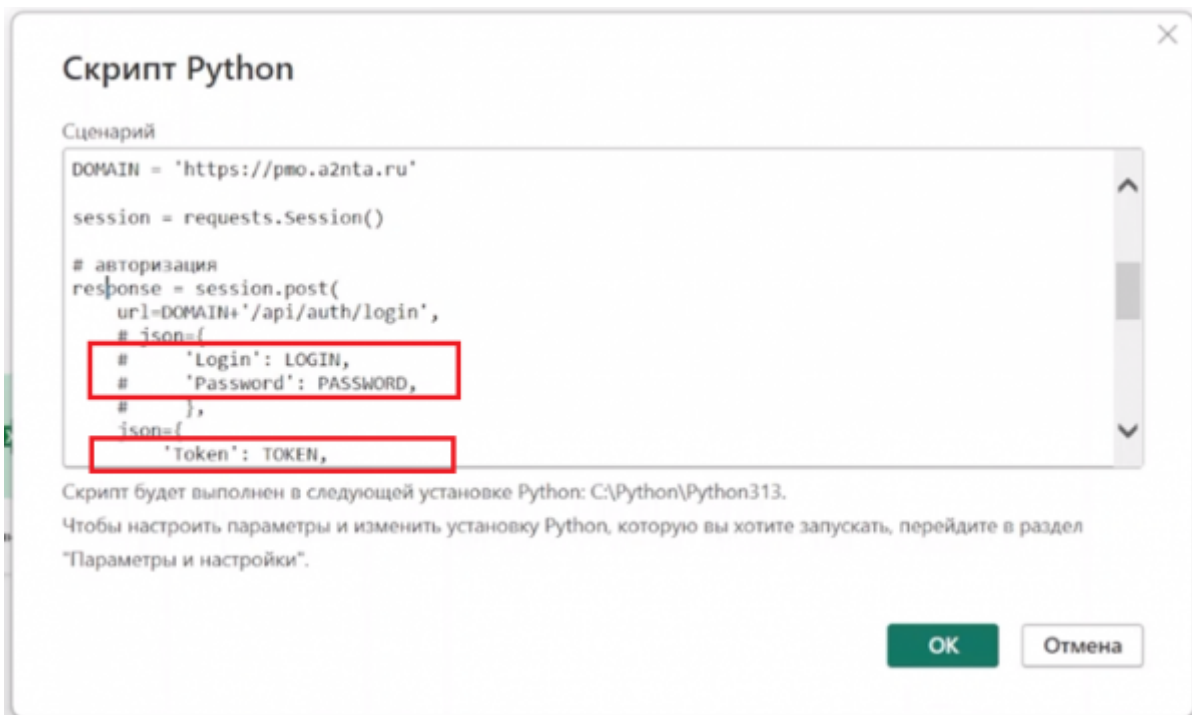 Скрипт Python
Сценарий
DOMAIN = 'https://pmo.a2nta.ru'
session = requests.Session()
# авторизация
response = session.post(
url=DOMAIN+'/api/auth/login',
# json={
# 'Login': LOGIN,
# 'Password': PASSWORD,
# },
json={
'Token': TOKEN,
Скрипт будет выполнен в следующей установке Python: C:\Python\Python313.
Чтобы настроить параметры и изменить установку Python, которую вы хотите запускать, перейдите в раздел
"Параметры и настройки".
OK
Отмена